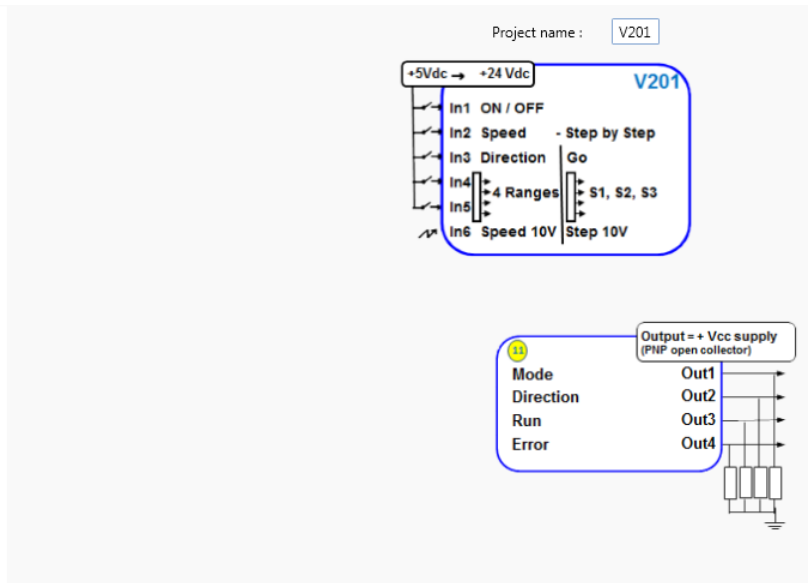 Project name : V201
+5Vdc → +24 Vdc
V201
In1 ON / OFF
In2 Speed - Step by Step
In3 Direction Go
In4
4 Ranges S1, S2, S3
In5
In6 Speed 10V Step 10V
Output = + Vcc supply
(PNP open collector)
11
Mode Out1
Direction Out2
Run Out3
Error Out4